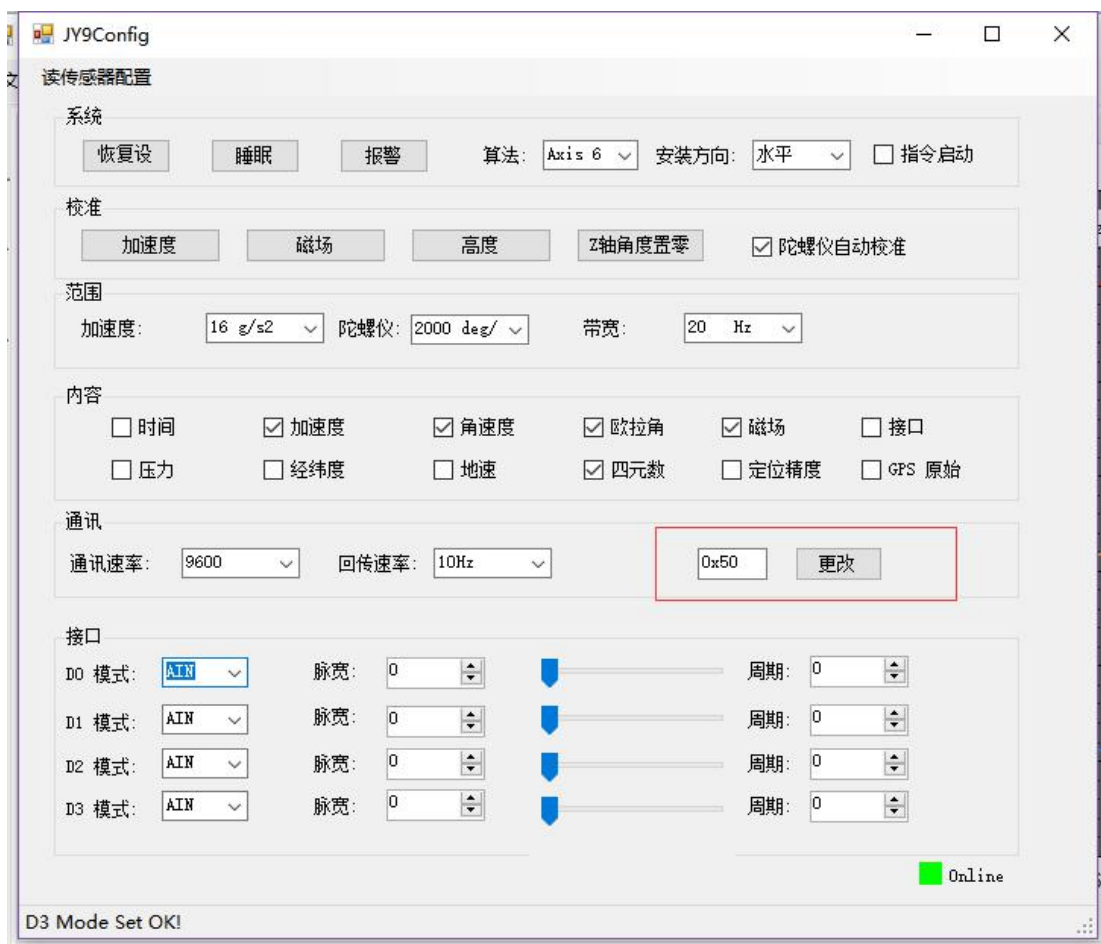 JY9Config
读传感器配置
系统
恢复设 睡眠 报警 算法: Axis 6 安装方向: 水平 指令启动
校准
加速度 磁场 高度 Z轴角度置零 陀螺仪自动校准
范围
加速度: 16 g/s2 陀螺仪: 2000 deg/ 带宽: 20 Hz
内容
时间 加速度 角速度 欧拉角 磁场 接口
压力 经纬度 地速 四元数 定位精度 GPS 原始
通讯
通讯速率: 9600 回传速率: 10Hz 0x50 更改
接口
D0 模式: AIN 脉宽: 0 周期: 0
D1 模式: AIN 脉宽: 0 周期: 0
D2 模式: AIN 脉宽: 0 周期: 0
D3 模式: AIN 脉宽: 0 周期: 0
Online
D3 Mode Set OK!